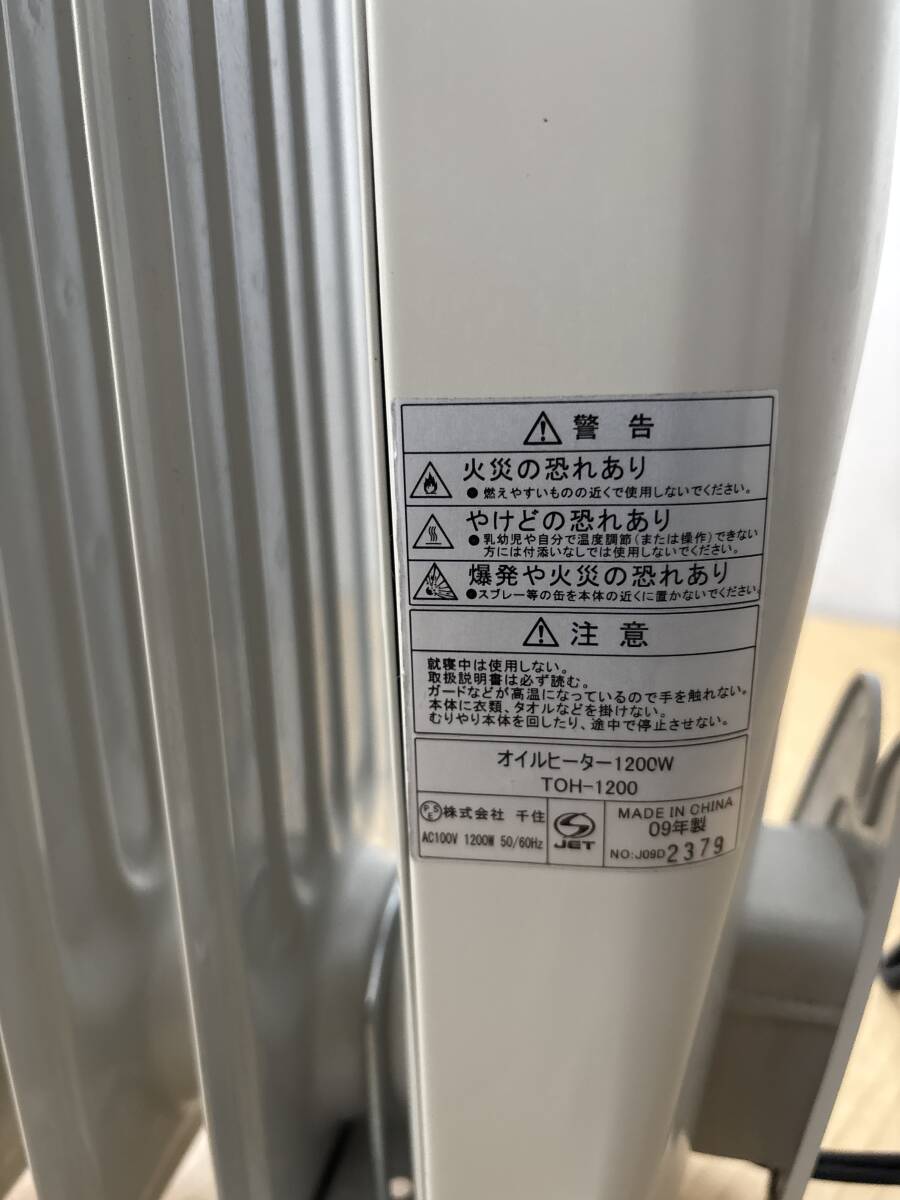 警告
火災の恐れあり
●燃えやすいものの近くで使用しないでください。
やけどの恐れあり
●乳幼児や自分で温度調節(または操作)できない
方には付添いなしでは使用しないでください。
爆発や火災の恐れあり
●スプレー等の缶を本体の近くに置かないでください。
注意
就寝中は使用しない。
取扱説明書は必ず読む。
ガードなどが高温になっているので手を触れない。
本体に衣類、タオルなどを掛けない。
むりやり本体を回したり、途中で停止させない。
オイルヒーター1200W
TOH-1200
PSE 株式会社 千住
AC100V 1200W 50/60Hz
JET
MADE IN CHINA
09年製
NO:J09D2379